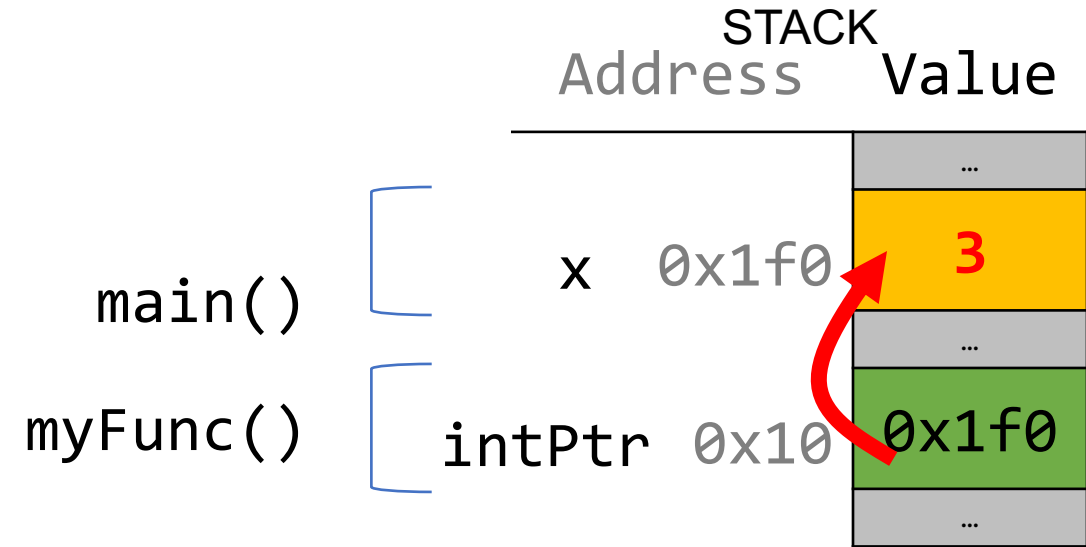 STACK
Address Value
…
x 0x1f0 3
main()
…
myFunc() intPtr 0x10 0x1f0
…